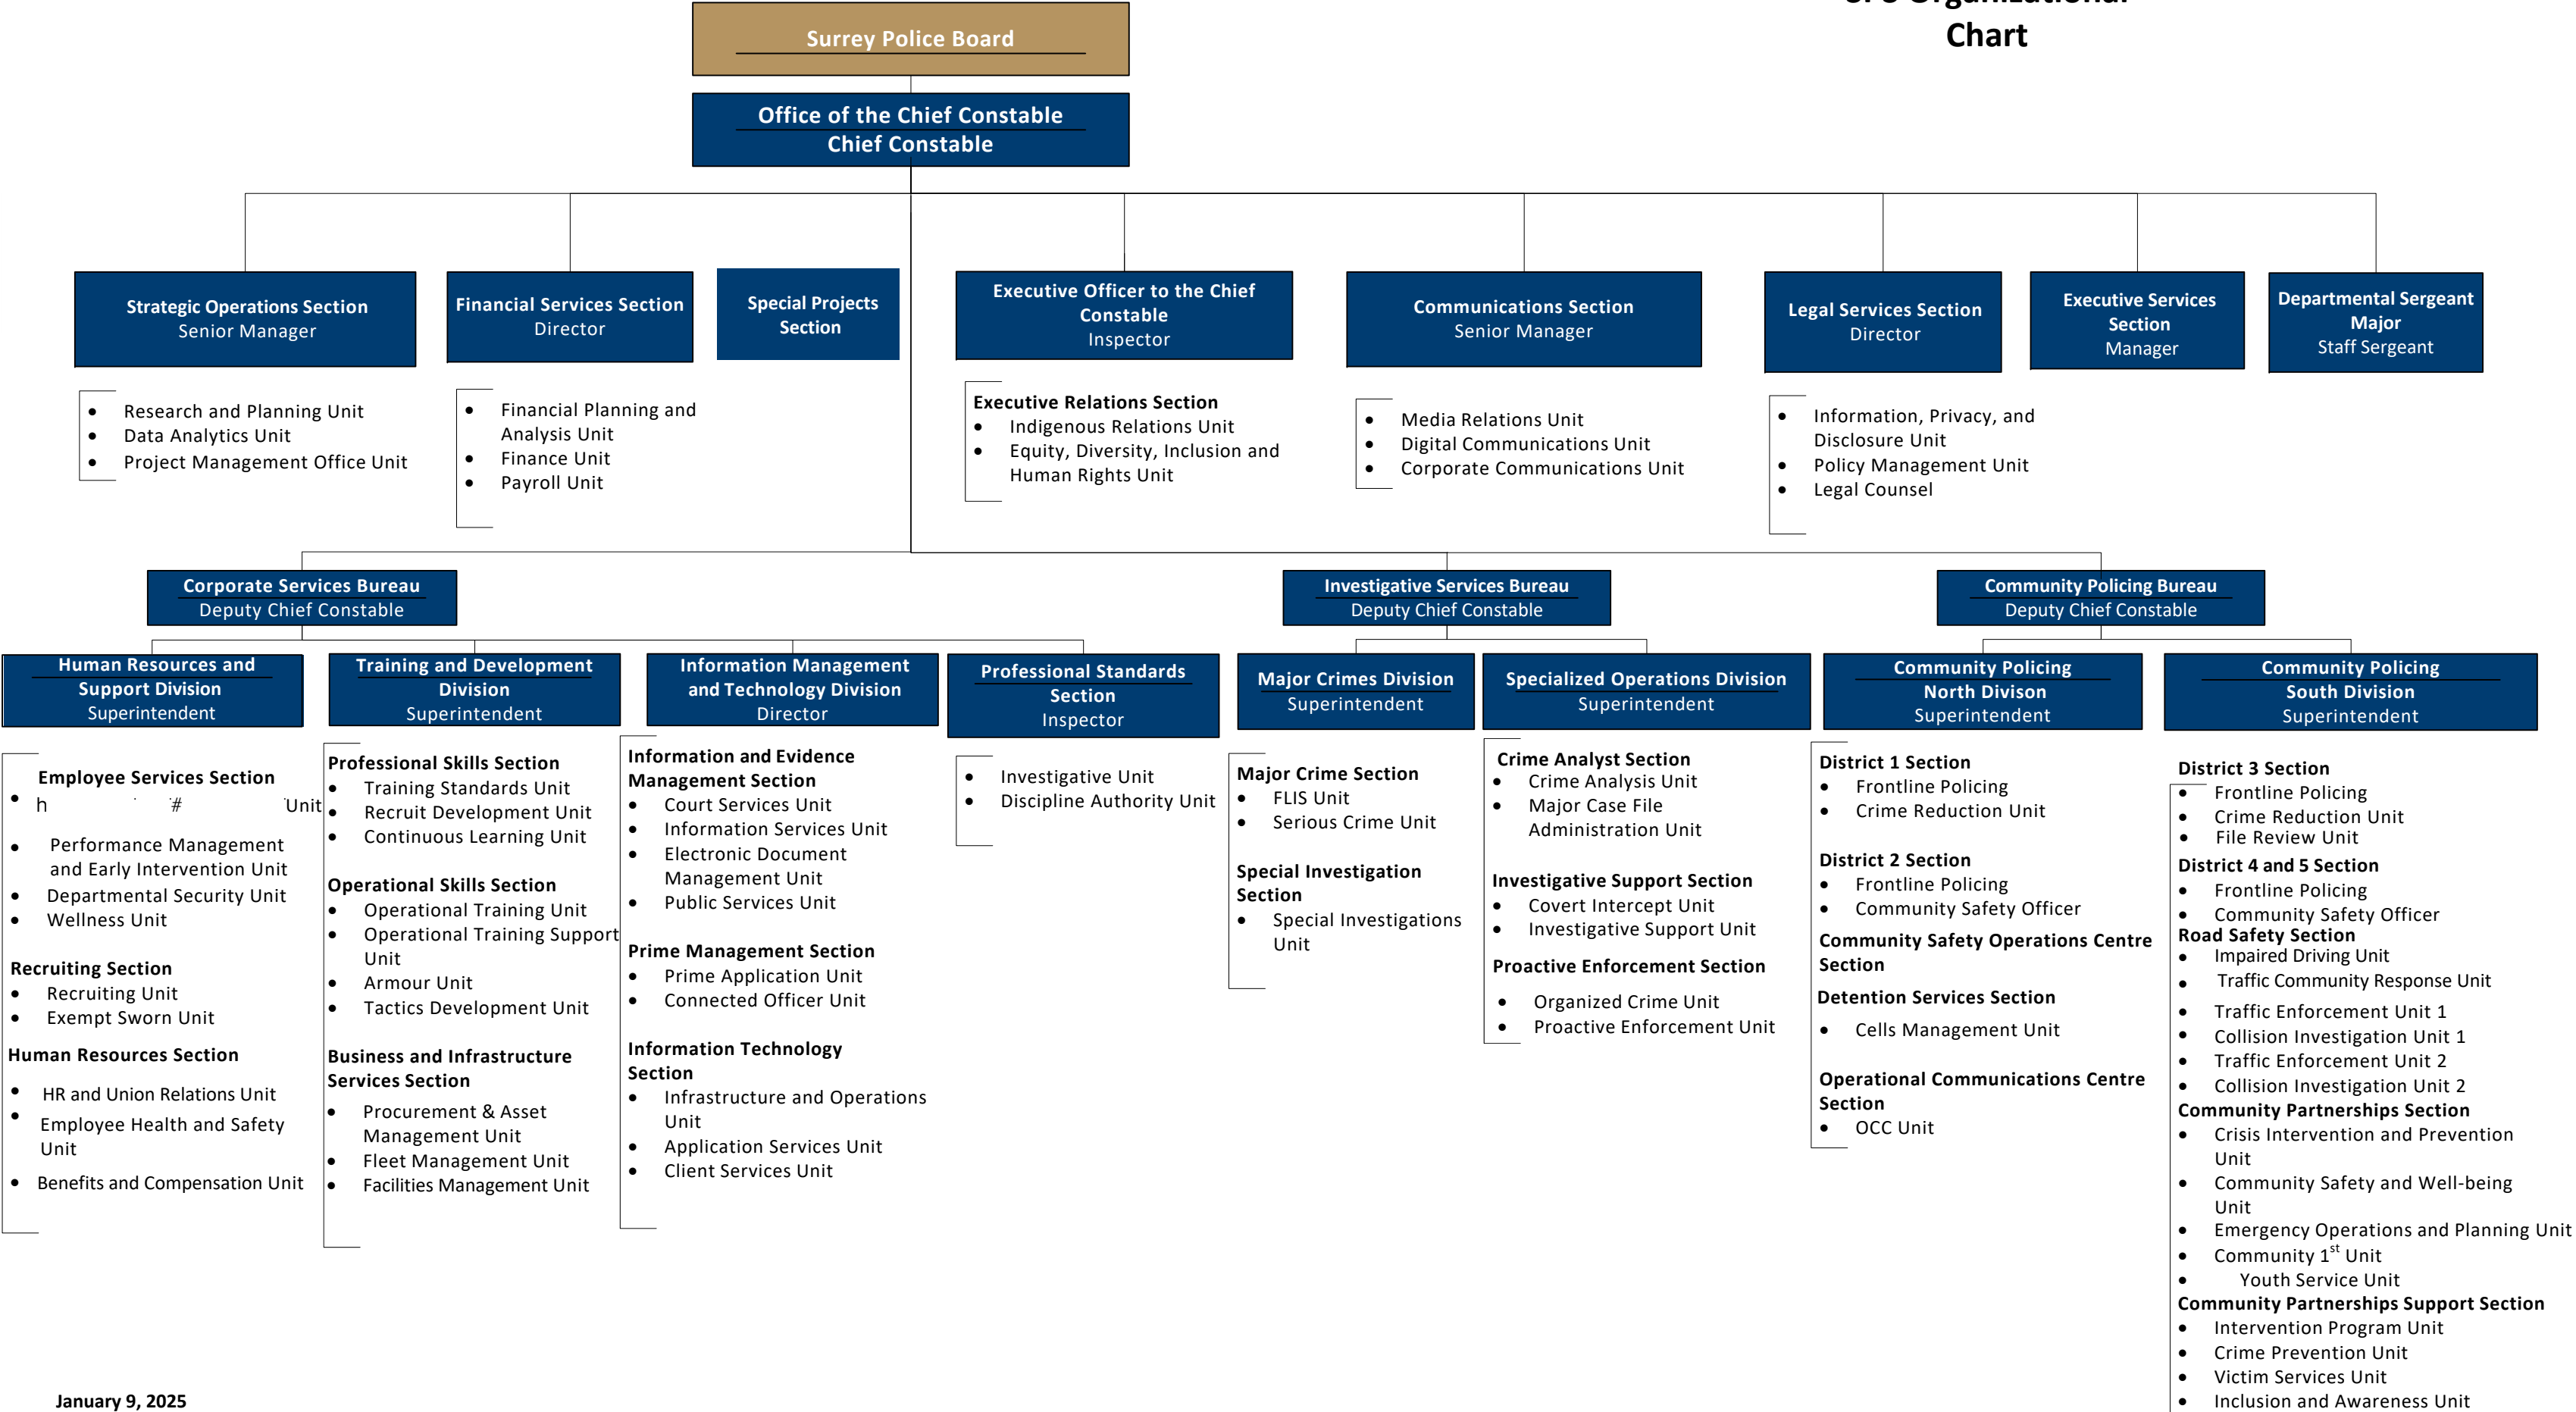 Organizational
Chart
Surrey Police Board
Office of the Chief Constable
Chief Constable
Strategic Operations Section
Senior Manager
• Research and Planning Unit
• Data Analytics Unit
• Project Management Office Unit
Financial Services Section
Director
• Financial Planning and
Analysis Unit
• Finance Unit
• Payroll Unit
Special Projects
Section
Executive Officer to the Chief
Constable
Inspector
Executive Relations Section
• Indigenous Relations Unit
• Equity, Diversity, Inclusion and
Human Rights Unit
Communications Section
Senior Manager
• Media Relations Unit
• Digital Communications Unit
• Corporate Communications Unit
Legal Services Section
Director
• Information, Privacy, and
Disclosure Unit
• Policy Management Unit
• Legal Counsel
Executive Services
Section
Manager
Departmental Sergeant
Major
Staff Sergeant
Corporate Services Bureau
Deputy Chief Constable
Investigative Services Bureau
Deputy Chief Constable
Community Policing Bureau
Deputy Chief Constable
Human Resources and
Support Division
Superintendent
Employee Services Section
• h # Unit
• Performance Management
and Early Intervention Unit
• Departmental Security Unit
• Wellness Unit
Recruiting Section
• Recruiting Unit
• Exempt Sworn Unit
Human Resources Section
• HR and Union Relations Unit
• Employee Health and Safety
Unit
• Benefits and Compensation Unit
Training and Development
Division
Superintendent
Professional Skills Section
• Training Standards Unit
• Recruit Development Unit
• Continuous Learning Unit
Operational Skills Section
• Operational Training Unit
• Operational Training Support
Unit
• Armour Unit
• Tactics Development Unit
Business and Infrastructure
Services Section
• Procurement & Asset
Management Unit
• Fleet Management Unit
• Facilities Management Unit
Information Management
and Technology Division
Director
Information and Evidence
Management Section
• Court Services Unit
• Information Services Unit
• Electronic Document
Management Unit
• Public Services Unit
Prime Management Section
• Prime Application Unit
• Connected Officer Unit
Information Technology
Section
• Infrastructure and Operations
Unit
• Application Services Unit
• Client Services Unit
Professional Standards
Section
Inspector
• Investigative Unit
• Discipline Authority Unit
Major Crimes Division
Superintendent
Major Crime Section
• FLIS Unit
• Serious Crime Unit
Special Investigation
Section
• Special Investigations
Unit
Specialized Operations Division
Superintendent
Crime Analyst Section
• Crime Analysis Unit
• Major Case File
Administration Unit
Investigative Support Section
• Covert Intercept Unit
• Investigative Support Unit
Proactive Enforcement Section
• Organized Crime Unit
• Proactive Enforcement Unit
Community Policing
North Divison
Superintendent
District 1 Section
• Frontline Policing
• Crime Reduction Unit
District 2 Section
• Frontline Policing
• Community Safety Officer
Community Safety Operations Centre
Section
Detention Services Section
• Cells Management Unit
Operational Communications Centre
Section
• OCC Unit
Community Policing
South Division
Superintendent
District 3 Section
• Frontline Policing
• Crime Reduction Unit
• File Review Unit
District 4 and 5 Section
• Frontline Policing
• Community Safety Officer
Road Safety Section
• Impaired Driving Unit
• Traffic Community Response Unit
• Traffic Enforcement Unit 1
• Collision Investigation Unit 1
• Traffic Enforcement Unit 2
• Collision Investigation Unit 2
Community Partnerships Section
• Crisis Intervention and Prevention
Unit
• Community Safety and Well-being
Unit
• Emergency Operations and Planning Unit
• Community 1st Unit
• Youth Service Unit
Community Partnerships Support Section
• Intervention Program Unit
• Crime Prevention Unit
• Victim Services Unit
• Inclusion and Awareness Unit
January 9, 2025